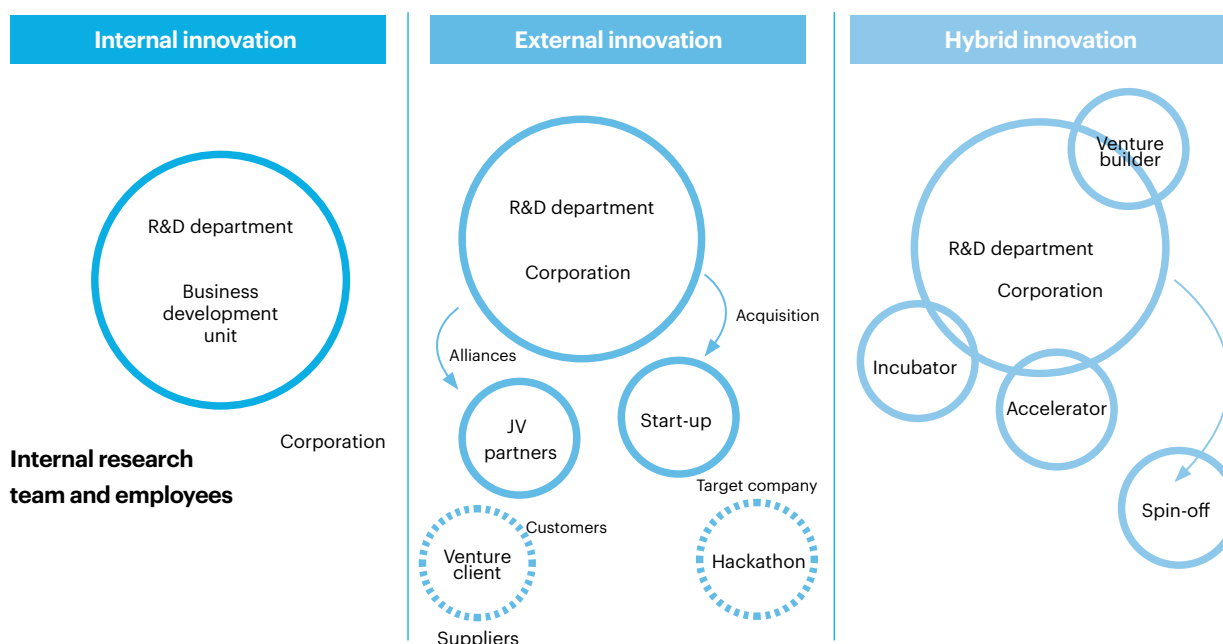 Internal innovation
R&D department
Business
development
unit
Corporation
Internal research
team and employees
External innovation
R&D department
Corporation
Acquisition
Alliances
JV
partners
Start-up
Target company
Customers
Venture
client
Hackathon
Suppliers
Hybrid innovation
Venture
builder
R&D department
Corporation
Incubator
Accelerator
Spin-off